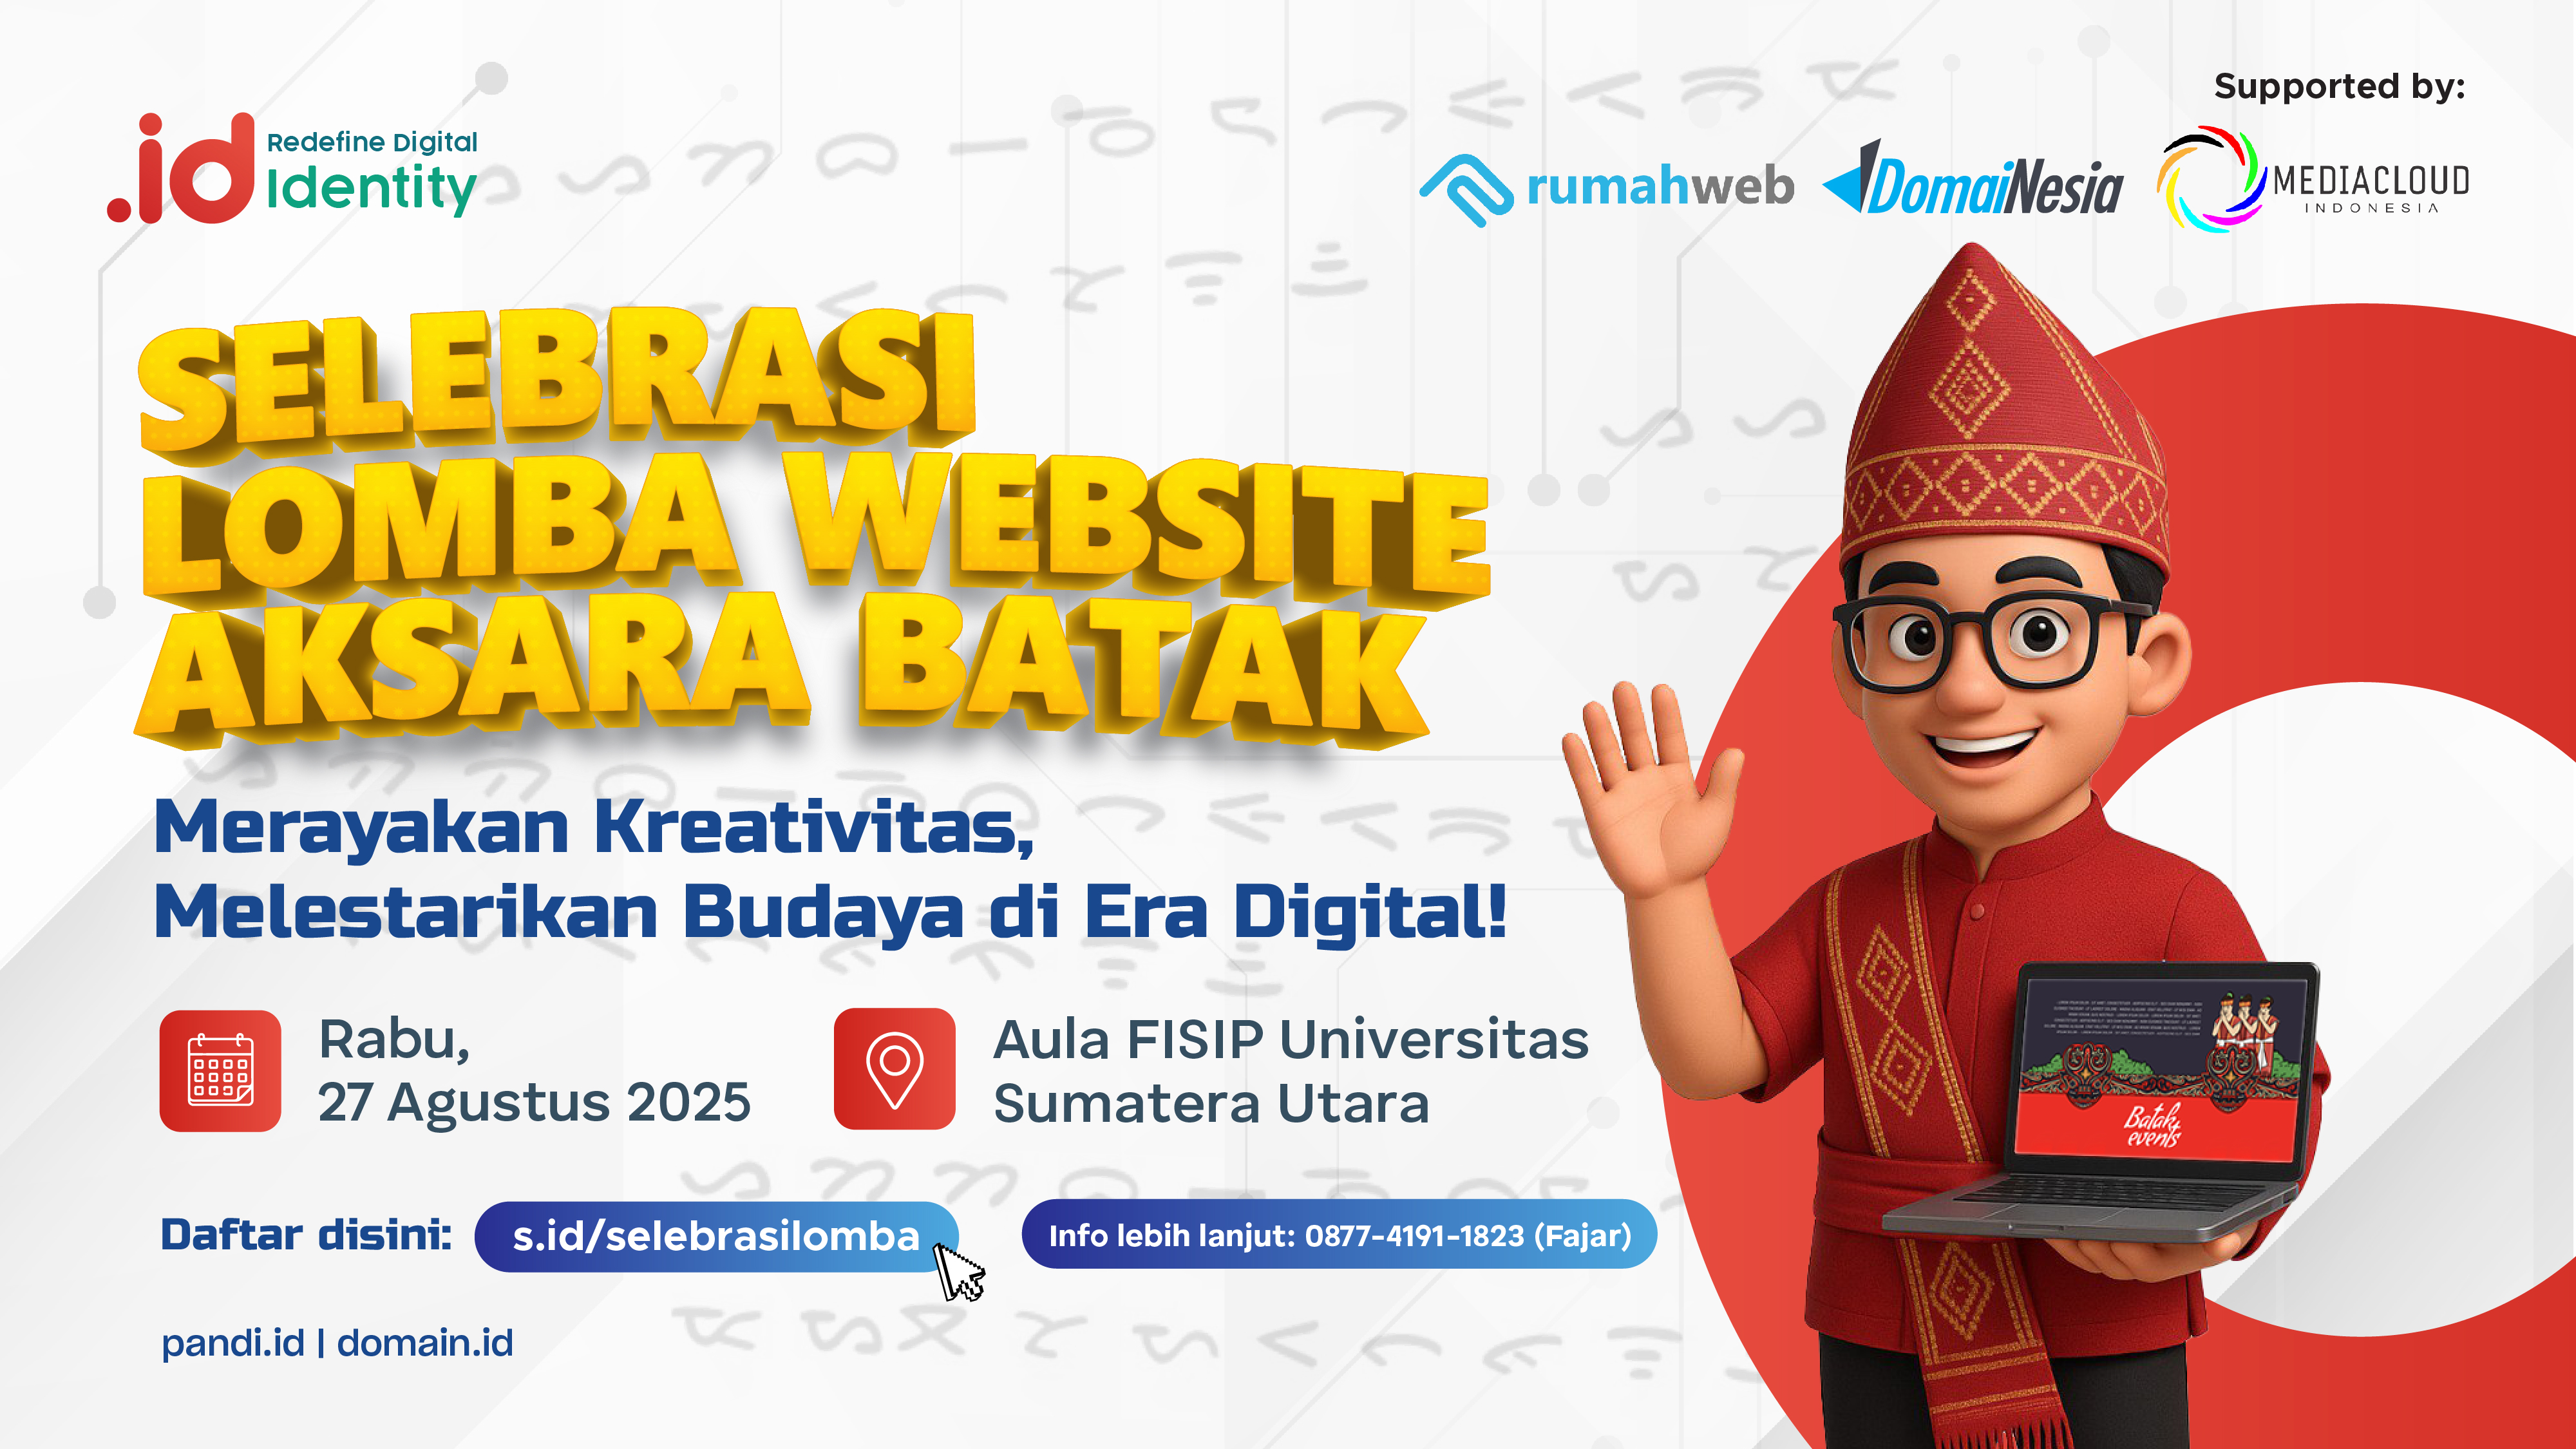 .id Redefine Digital
Identity
Supported by:
rumahweb DomaiNesia MEDIACLOUD
INDONESIA
SELEBRASI
LOMBA WEBSITE
AKSARA BATAK
Merayakan Kreativitas,
Melestarikan Budaya di Era Digital!
Rabu,
27 Agustus 2025
Aula FISIP Universitas
Sumatera Utara
Batak
events
Daftar disini: s.id/selebrasilomba
Info lebih lanjut: 0877-4191-1823 (Fajar)
pandi.id | domain.id